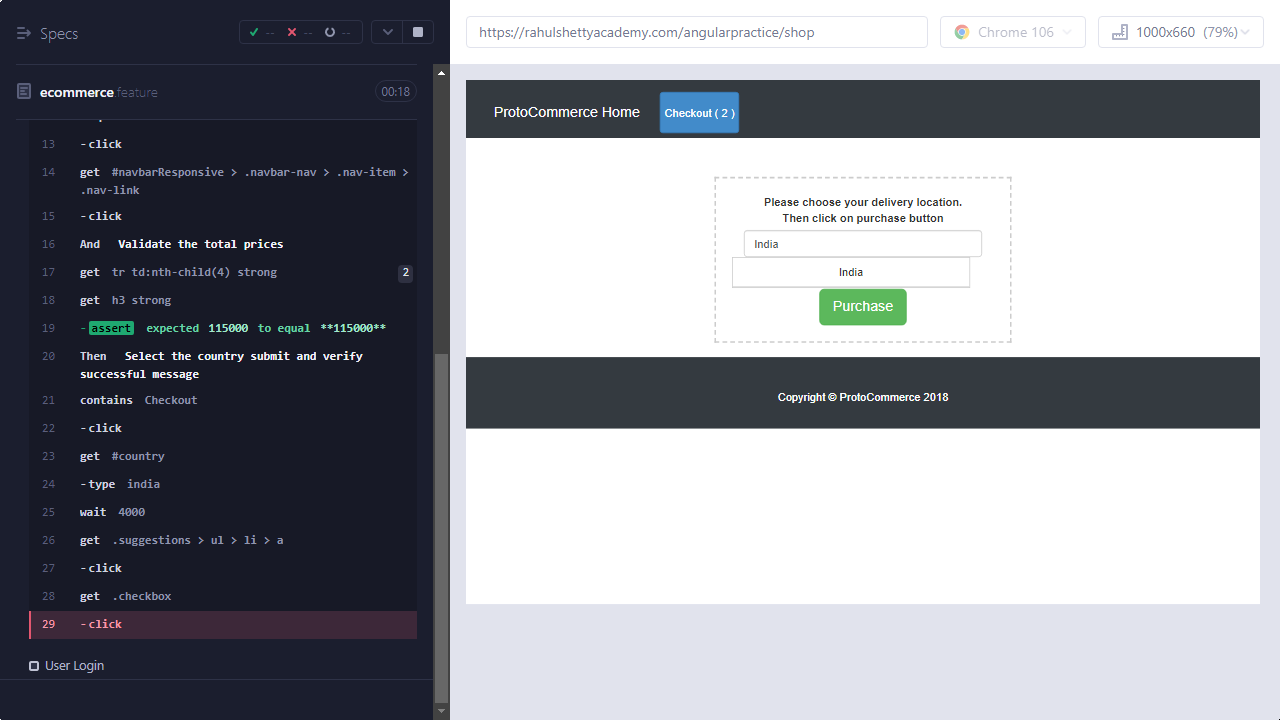 Specs
-- -- --
ecommerce.feature 00:18
13 -click
14 get #navbarResponsive > .navbar-nav > .nav-item >
.nav-link
15 -click
16 And Validate the total prices
17 get tr td:nth-child(4) strong 2
18 get h3 strong
19 -assert expected 115000 to equal **115000**
20 Then Select the country submit and verify
successful message
21 contains Checkout
22 -click
23 get #country
24 -type india
25 wait 4000
26 get .suggestions > ul > li > a
27 -click
28 get .checkbox
29 -click
User Login
https://rahulshettyacademy.com/angularpractice/shop
Chrome 106
1000x660 (79%)
ProtoCommerce Home Checkout ( 2 )
Please choose your delivery location.
Then click on purchase button
India
India
Purchase
Copyright © ProtoCommerce 2018